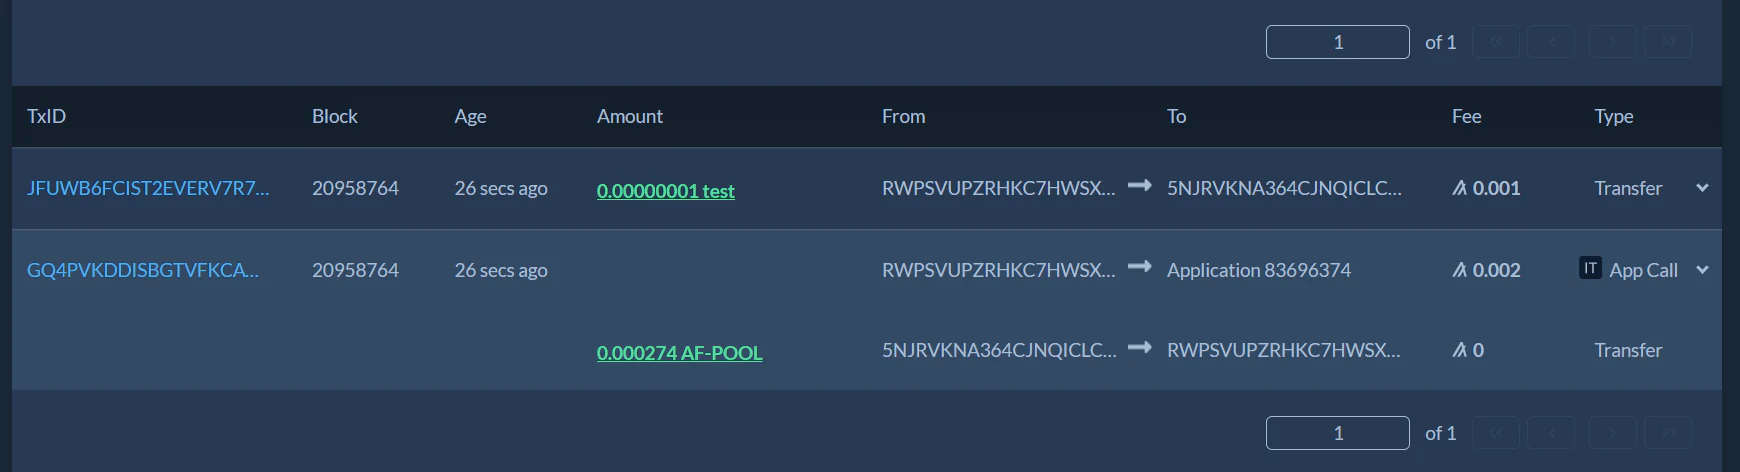 1 of 1
TxID Block Age Amount From To Fee Type
JFUWB6FCIST2EVERV7R7... 20958764 26 secs ago 0.00000001 test RWPSVUPZRHKC7HWSX... 5NJRVKNA364CJNQICLC... 0.001 Transfer
GQ4PVKDDISBGTVFKCA... 20958764 26 secs ago RWPSVUPZRHKC7HWSX... Application 83696374 0.002 IT App Call
0.000274 AF-POOL 5NJRVKNA364CJNQICLC... RWPSVUPZRHKC7HWSX... 0 Transfer
1 of 1